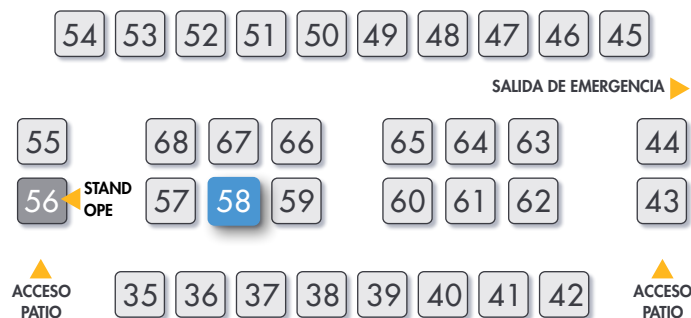 54 53 52 51 50 49 48 47 46 45
SALIDA DE EMERGENCIA
55 68 67 66 65 64 63 44
56 STAND OPE 57 58 59 60 61 62 43
ACCESO PATIO 35 36 37 38 39 40 41 42 ACCESO PATIO